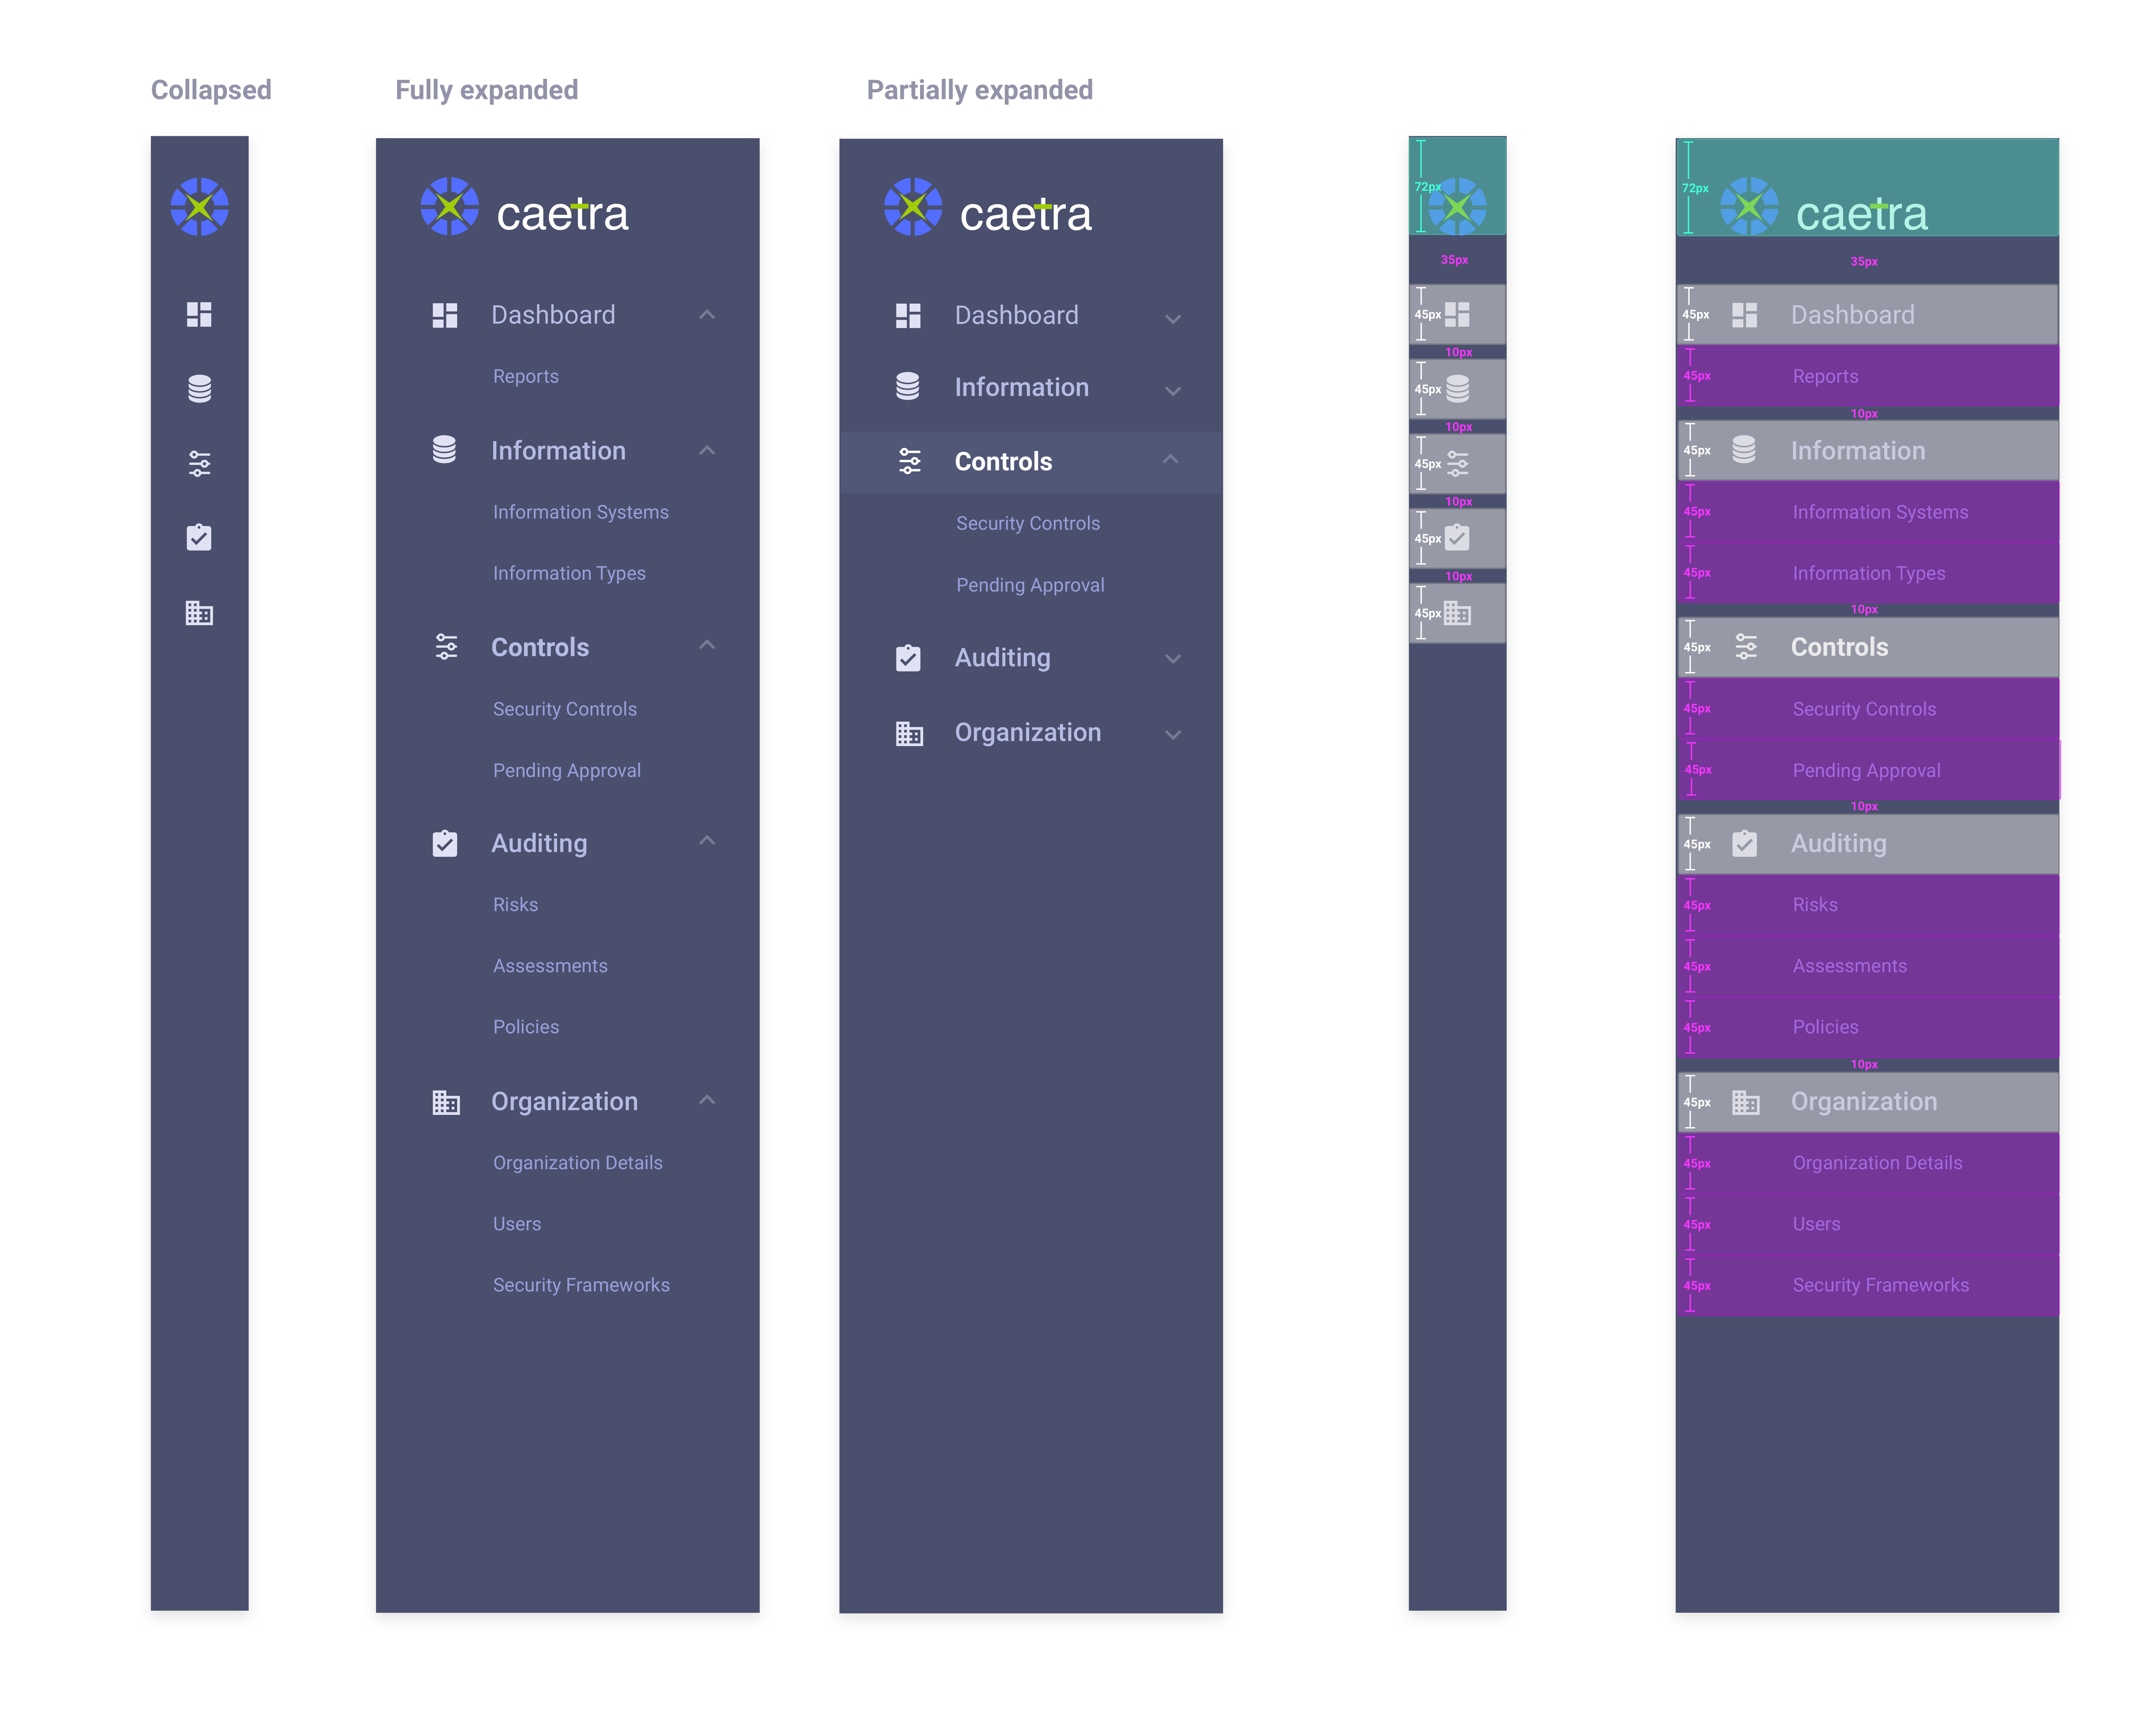 Collapsed
Fully expanded
Partially expanded
caetra
Dashboard
Reports
Information
Information Systems
Information Types
Controls
Security Controls
Pending Approval
Auditing
Risks
Assessments
Policies
Organization
Organization Details
Users
Security Frameworks
caetra
Dashboard
Information
Controls
Security Controls
Pending Approval
Auditing
Organization
72px
35px
45px
10px
45px
10px
45px
10px
45px
10px
45px
72px
caetra
35px
45px Dashboard
45px Reports
10px
45px Information
45px Information Systems
45px Information Types
10px
45px Controls
45px Security Controls
45px Pending Approval
10px
45px Auditing
45px Risks
45px Assessments
45px Policies
10px
45px Organization
45px Organization Details
45px Users
45px Security Frameworks